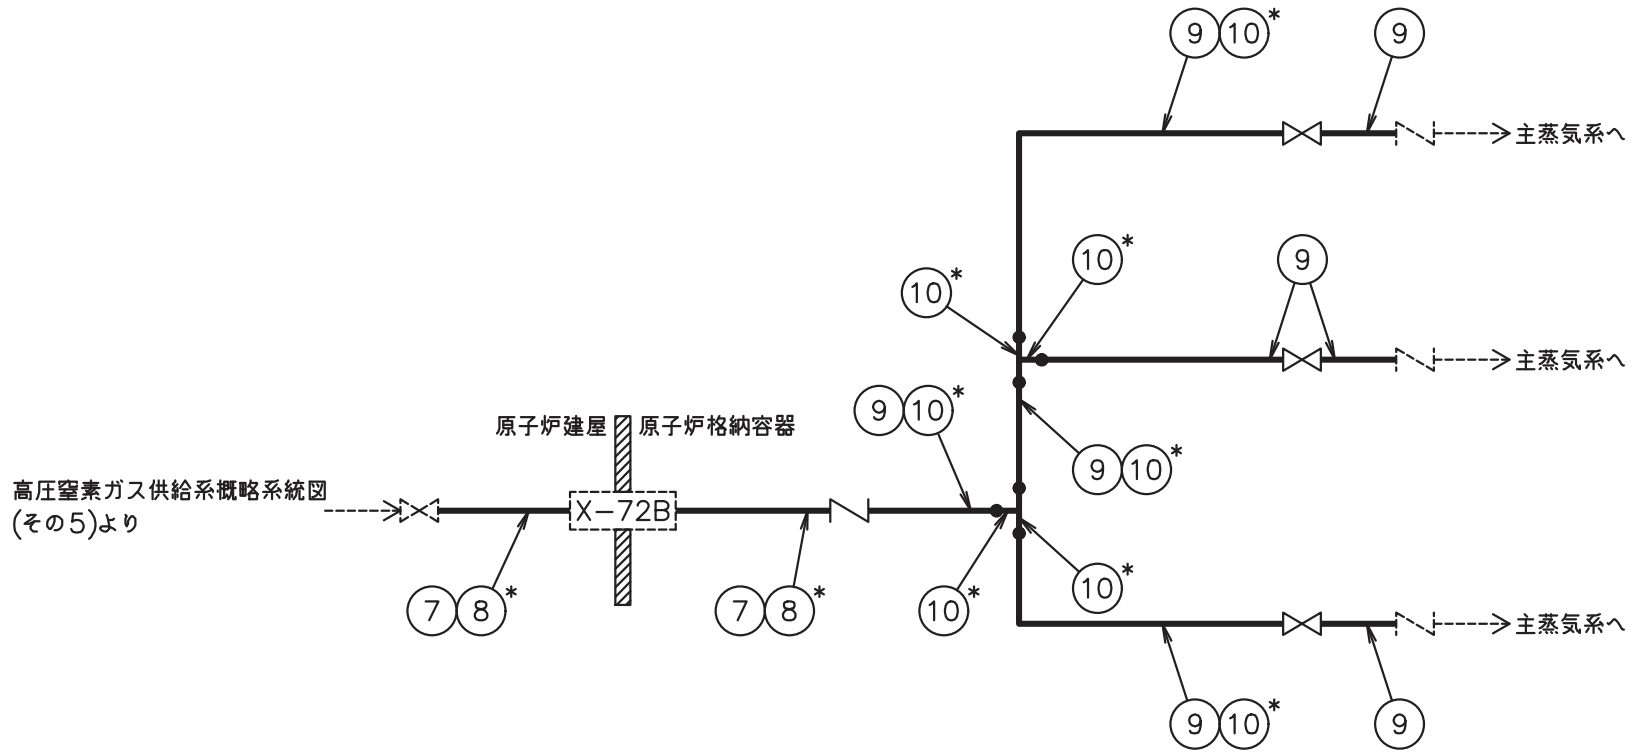 9 10* 9
主蒸気系へ
10* 9
10*
主蒸気系へ
9 10*
原子炉建屋 原子炉格納容器
9 10*
高圧窒素ガス供給系概略系統図
(その5)より
X-72B
7 8* 7 8* 10* 10*
主蒸気系へ
9 10* 9